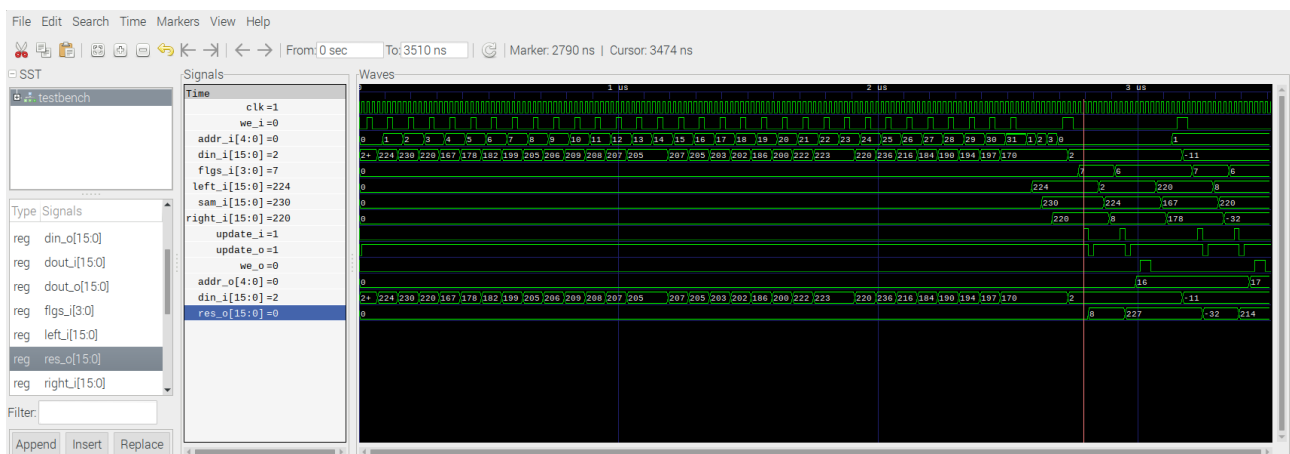 File Edit Search Time Markers View Help
From: 0 sec To: 3510 ns | Marker: 2790 ns | Cursor: 3474 ns
SST
testbench
Type Signals
reg din_o[15:0]
reg dout_i[15:0]
reg dout_o[15:0]
reg flgs_i[3:0]
reg left_i[15:0]
reg res_o[15:0]
reg right_i[15:0]
Filter:
Append Insert Replace
Signals
Time
clk =1
we_i =0
addr_i[4:0] =0
din_i[15:0] =2
flgs_i[3:0] =7
left_i[15:0] =224
sam_i[15:0] =230
right_i[15:0] =220
update_i =1
update_o =1
we_o =0
addr_o[4:0] =0
din_i[15:0] =2
res_o[15:0] =0
Waves
1 us 2 us 3 us
0 1 2 3 4 5 6 7 8 9 10 11 12 13 14 15 16 17 18 19 20 21 22 23 24 25 26 27 28 29 30 31 1 2 3 0 1
2+ 224 230 220 167 178 182 199 205 206 209 208 207 205 207 205 203 202 186 200 222 223 220 236 216 184 190 194 197 170 2 -11
0 7 6 7 6
0 224 2 220 8
0 230 224 167 220
0 220 8 178 -32
0 16 17
2+ 224 230 220 167 178 182 199 205 206 209 208 207 205 207 205 203 202 186 200 222 223 220 236 216 184 190 194 197 170 2 -11
0 8 227 -32 214